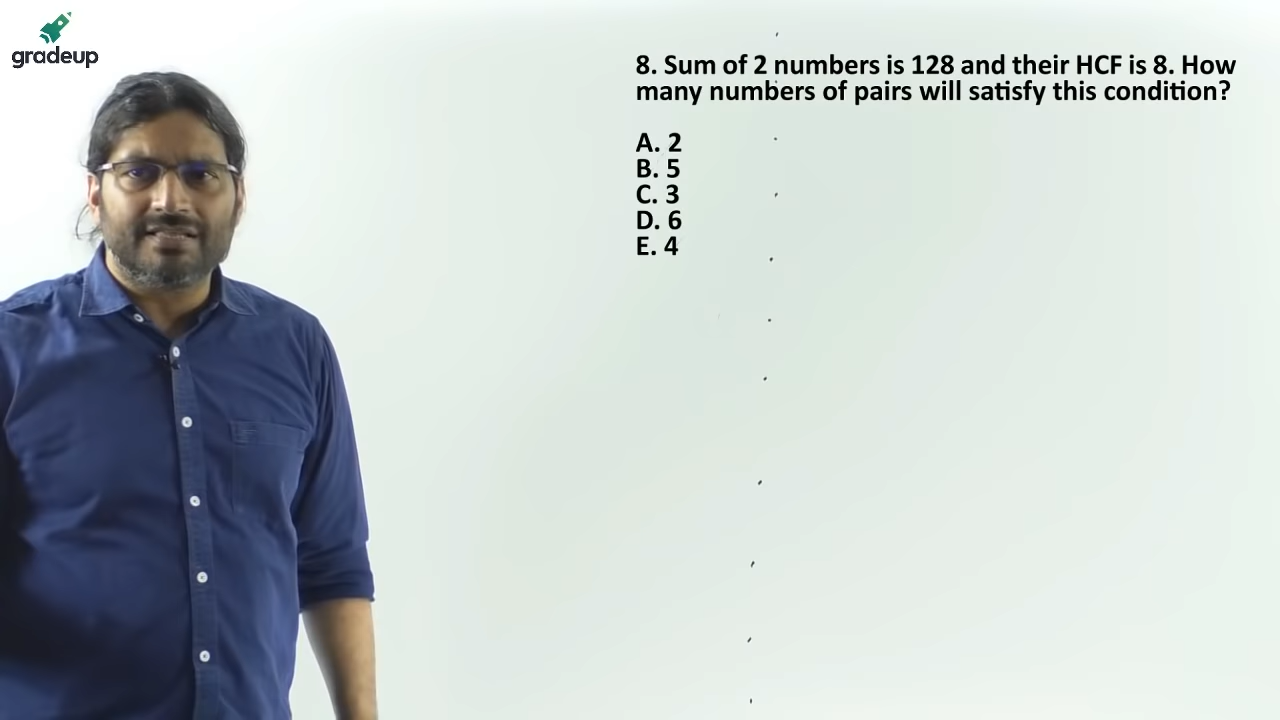 gradeup
8. Sum of 2 numbers is 128 and their HCF is 8. How
many numbers of pairs will satisfy this condition?
A. 2
B. 5
C. 3
D. 6
E. 4